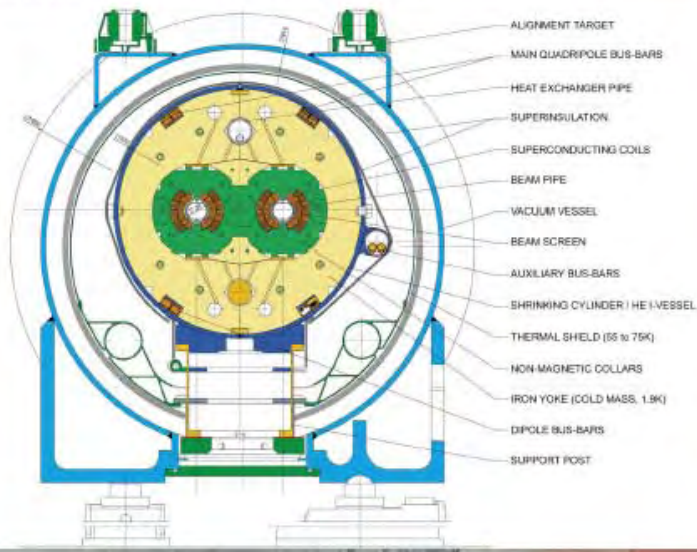 ALIGNMENT TARGET
MAIN QUADRIPOLE BUS-BARS
HEAT EXCHANGER PIPE
SUPERINSULATION
SUPERCONDUCTING COILS
BEAM PIPE
VACUUM VESSEL
BEAM SCREEN
AUXILIARY BUS-BARS
SHRINKING CYLINDER / HE I-VESSEL
THERMAL SHIELD (55 to 75K)
NON-MAGNETIC COLLARS
IRON YOKE (COLD MASS, 1.9K)
DIPOLE BUS-BARS
SUPPORT POST